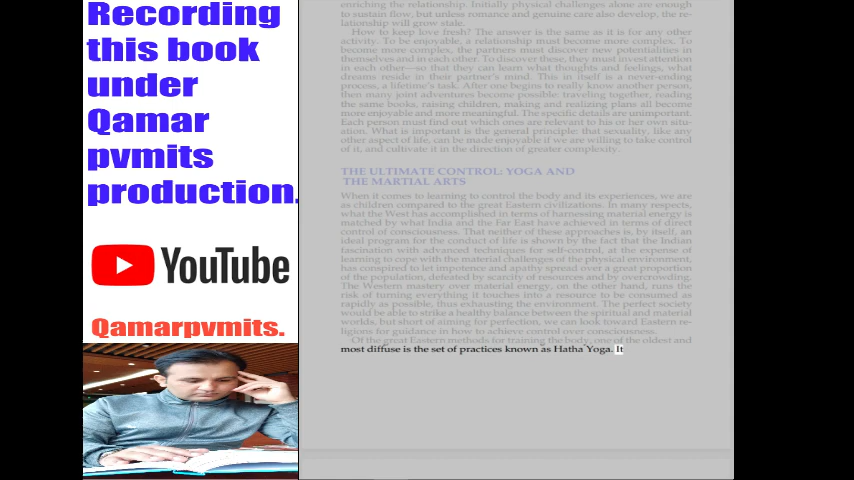 Recording
this book
under
Qamar
pvmits
production.
YouTube
Qamarpvmits.
enriching the relationship. Initially physical challenges alone are enough
to sustain flow, but unless romance and genuine care also develop, the re-
lationship will grow stale.
How to keep love fresh? The answer is the same as it is for any other
activity. To be enjoyable, a relationship must become more complex. To
become more complex, the partners must discover new potentialities in
themselves and in each other. To discover these, they must invest attention
in each other—so that they can learn what thoughts and feelings, what
dreams reside in their partner's mind. This in itself is a never-ending
process, a lifetime's task. After one begins to really know another person,
then many joint adventures become possible: traveling together, reading
the same books, raising children, making and realizing plans all become
more enjoyable and more meaningful. The specific details are unimportant.
Each person must find out which ones are relevant to his or her own situ-
ation. What is important is the general principle: that sexuality, like any
other aspect of life, can be made enjoyable if we are willing to take control
of it, and cultivate it in the direction of greater complexity.
THE ULTIMATE CONTROL: YOGA AND
THE MARTIAL ARTS
When it comes to learning to control the body and its experiences, we are
as children compared to the great Eastern civilizations. In many respects,
what the West has accomplished in terms of harnessing material energy is
matched by what India and the Far East have achieved in terms of direct
control of consciousness. That neither of these approaches is, by itself, an
ideal program for the conduct of life is shown by the fact that the Indian
fascination with advanced techniques for self-control, at the expense of
learning to cope with the material challenges of the physical environment,
has conspired to let impotence and apathy spread over a great proportion
of the population, defeated by scarcity of resources and by overcrowding.
The Western mastery over material energy, on the other hand, runs the
risk of turning everything it touches into a resource to be consumed as
rapidly as possible, thus exhausting the environment. The perfect society
would be able to strike a healthy balance between the spiritual and material
worlds, but short of aiming for perfection, we can look toward Eastern re-
ligions for guidance in how to achieve control over consciousness.
Of the great Eastern methods for training the body, one of the oldest and
most diffuse is the set of practices known as Hatha Yoga. It